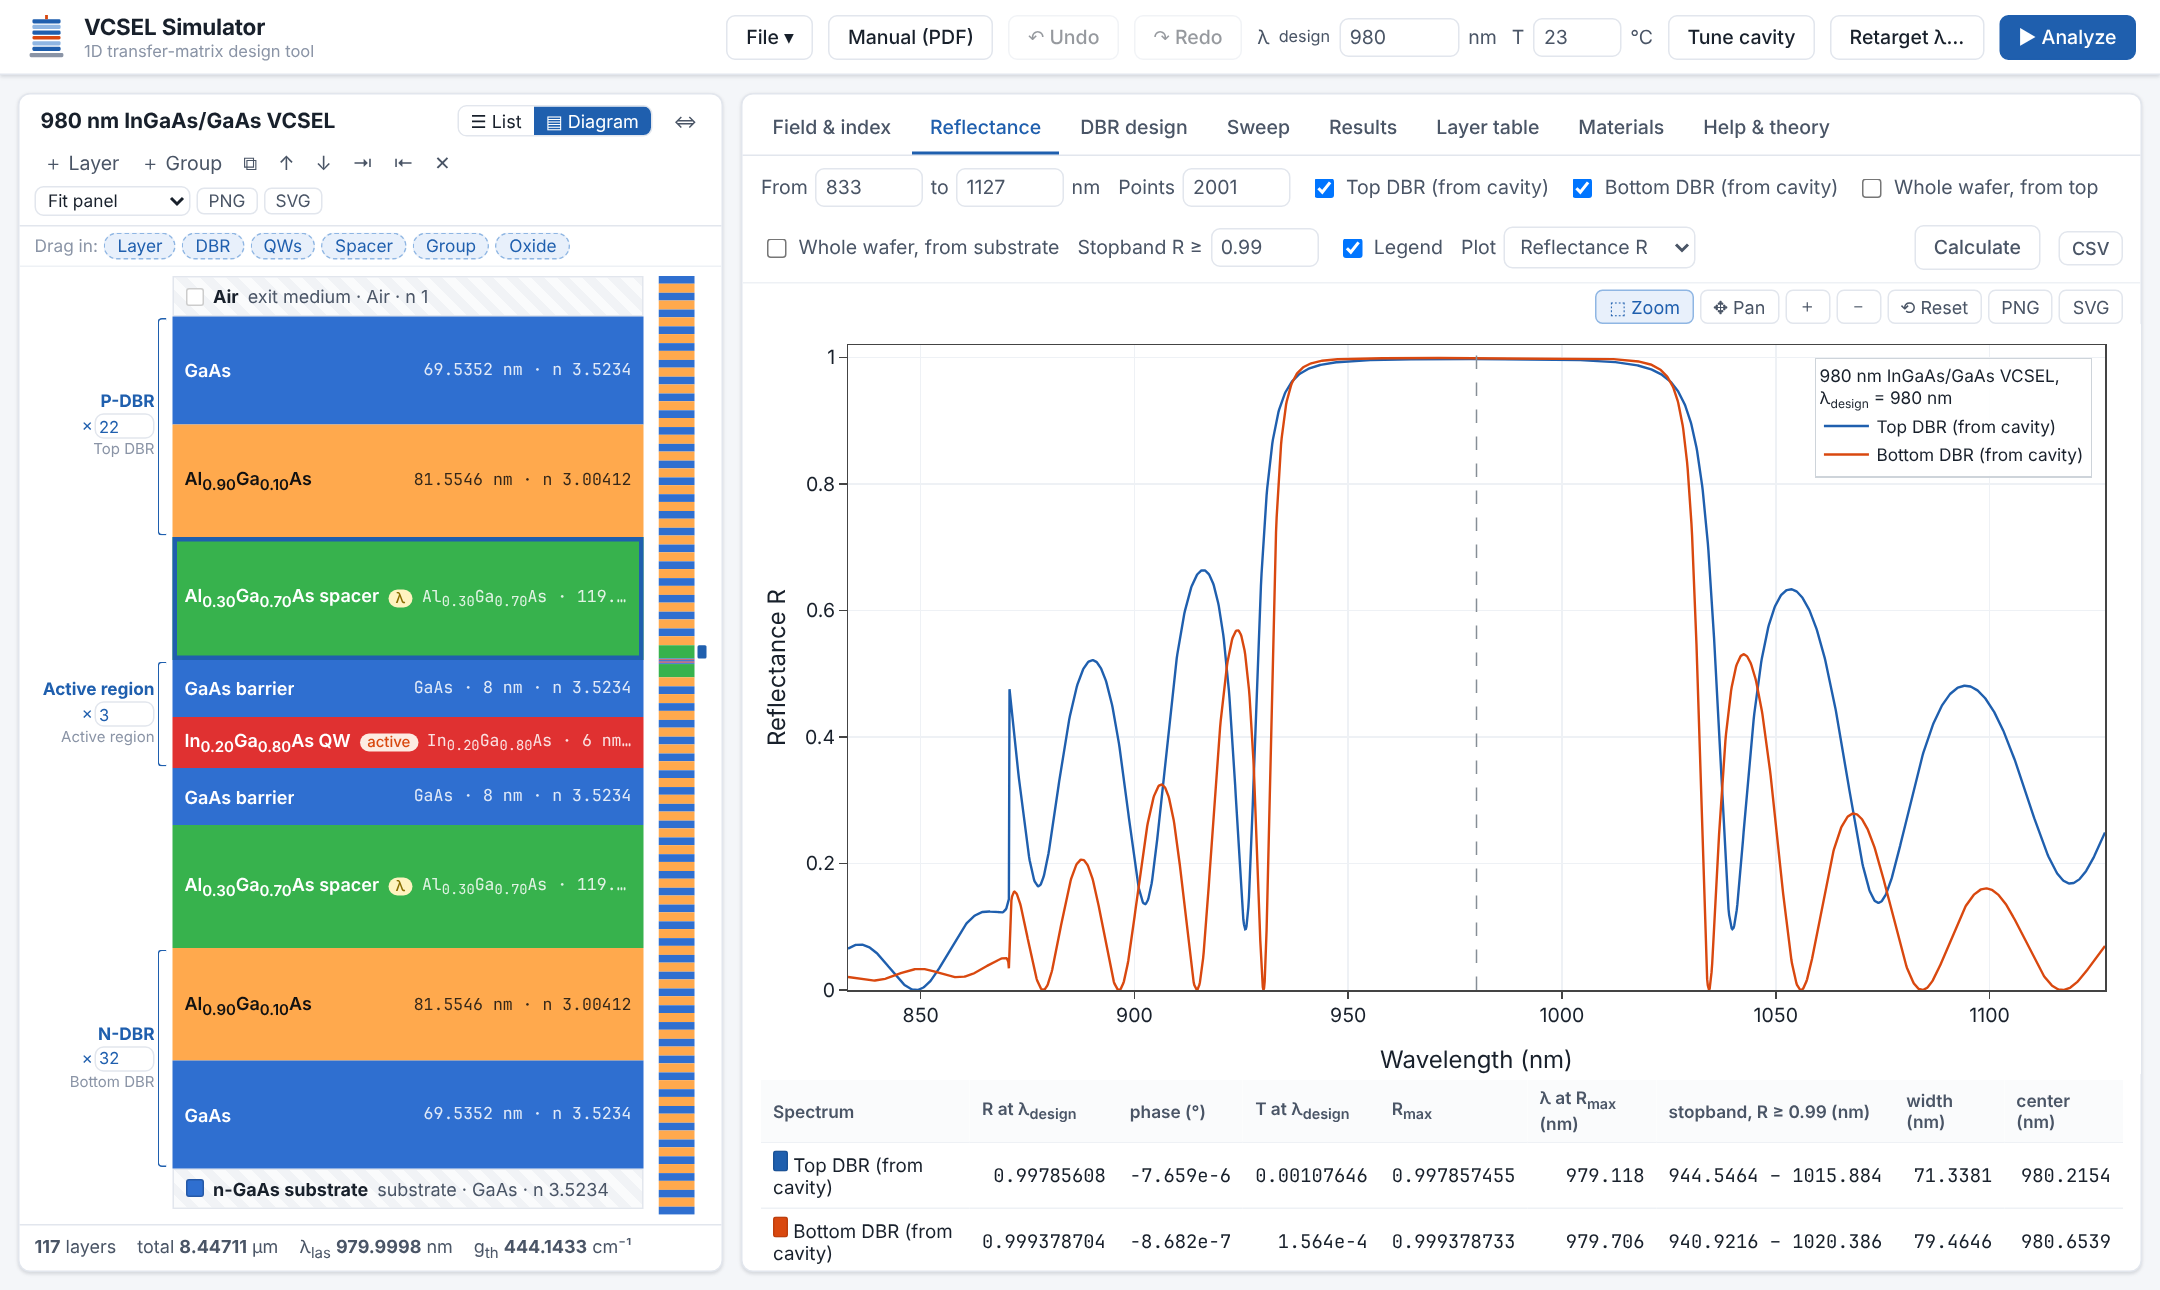 VCSEL Simulator
1D transfer-matrix design tool
File ▾
Manual (PDF)
↶ Undo
↷ Redo
λ design 980 nm
T 23 °C
Tune cavity
Retarget λ...
▶ Analyze
980 nm InGaAs/GaAs VCSEL
☰ List
▤ Diagram
⇔
+ Layer + Group ⧉ ↑ ↓ ⇥ ⇤ ✕
Fit panel PNG SVG
Drag in: Layer DBR QWs Spacer Group Oxide
Air exit medium · Air · n 1
GaAs 69.5352 nm · n 3.5234
P-DBR
× 22
Top DBR
Al0.90Ga0.10As 81.5546 nm · n 3.00412
Al0.30Ga0.70As spacer λ Al0.30Ga0.70As · 119.…
Active region
× 3
Active region
GaAs barrier GaAs · 8 nm · n 3.5234
In0.20Ga0.80As QW active In0.20Ga0.80As · 6 nm…
GaAs barrier GaAs · 8 nm · n 3.5234
Al0.30Ga0.70As spacer λ Al0.30Ga0.70As · 119.…
Al0.90Ga0.10As 81.5546 nm · n 3.00412
N-DBR
× 32
Bottom DBR
GaAs 69.5352 nm · n 3.5234
n-GaAs substrate substrate · GaAs · n 3.5234
117 layers total 8.44711 μm λlas 979.9998 nm gth 444.1433 cm⁻¹
Field & index Reflectance DBR design Sweep Results Layer table Materials Help & theory
From 833 to 1127 nm Points 2001 Top DBR (from cavity) Bottom DBR (from cavity) Whole wafer, from top
Whole wafer, from substrate Stopband R ≥ 0.99 Legend Plot Reflectance R Calculate CSV
Zoom ✥ Pan + − ⟲ Reset PNG SVG
Reflectance R
1
0.8
0.6
0.4
0.2
0
980 nm InGaAs/GaAs VCSEL,
λdesign = 980 nm
Top DBR (from cavity)
Bottom DBR (from cavity)
850 900 950 1000 1050 1100
Wavelength (nm)
Spectrum R at λdesign phase (°) T at λdesign Rmax λ at Rmax (nm) stopband, R ≥ 0.99 (nm) width (nm) center (nm)
Top DBR (from cavity) 0.99785608 -7.659e-6 0.00107646 0.997857455 979.118 944.5464 – 1015.884 71.3381 980.2154
Bottom DBR (from cavity) 0.999378704 -8.682e-7 1.564e-4 0.999378733 979.706 940.9216 – 1020.386 79.4646 980.6539